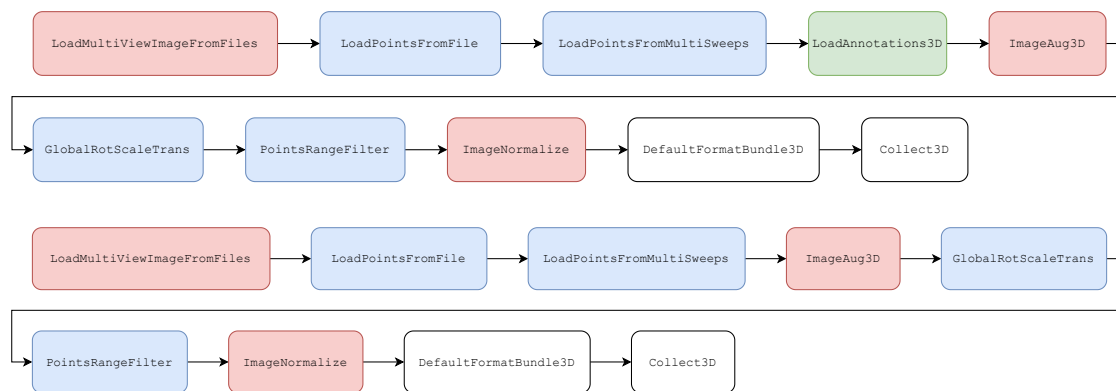 LoadMultiViewImageFromFiles LoadPointsFromFile LoadPointsFromMultiSweeps LoadAnnotations3D ImageAug3D
GlobalRotScaleTrans PointsRangeFilter ImageNormalize DefaultFormatBundle3D Collect3D
LoadMultiViewImageFromFiles LoadPointsFromFile LoadPointsFromMultiSweeps ImageAug3D GlobalRotScaleTrans
PointsRangeFilter ImageNormalize DefaultFormatBundle3D Collect3D